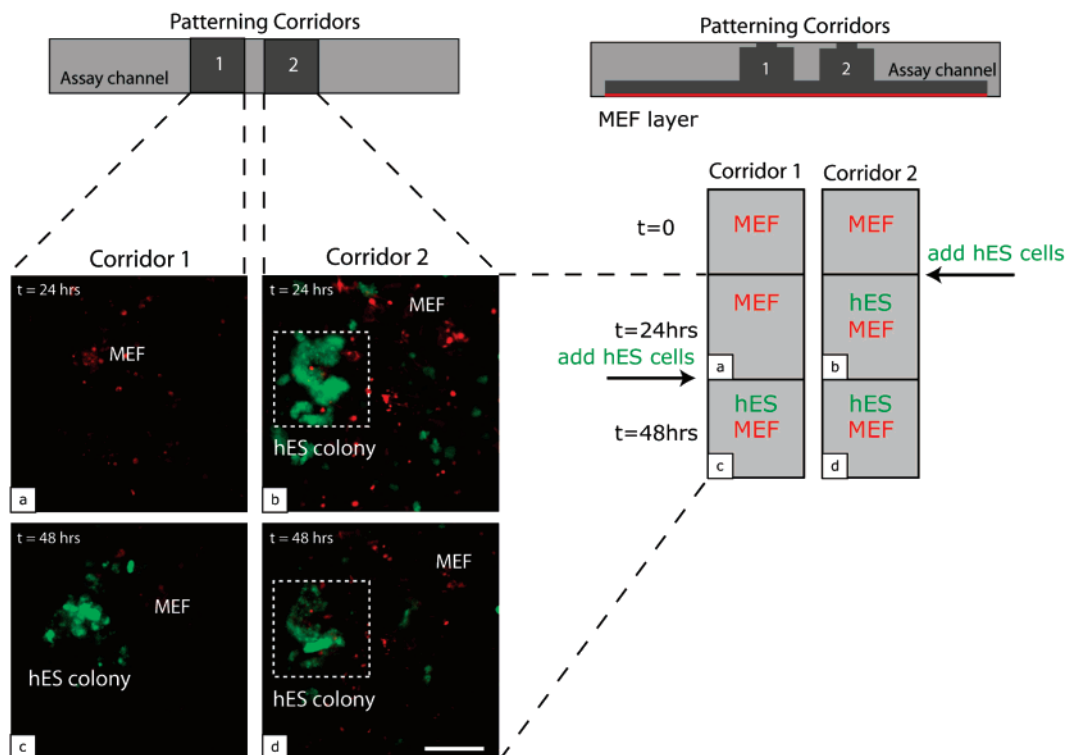 Patterning Corridors
1
2
Assay channel
Patterning Corridors
1
2
Assay channel
MEF layer
Corridor 1
Corridor 2
t=0
MEF
MEF
add hES cells
t=24hrs
MEF
hES
MEF
a
b
add hES cells
t=48hrs
hES
MEF
hES
MEF
c
d
Corridor 1
Corridor 2
t = 24 hrs
MEF
a
t = 24 hrs
MEF
hES colony
b
t = 48 hrs
MEF
hES colony
c
t = 48 hrs
MEF
hES colony
d